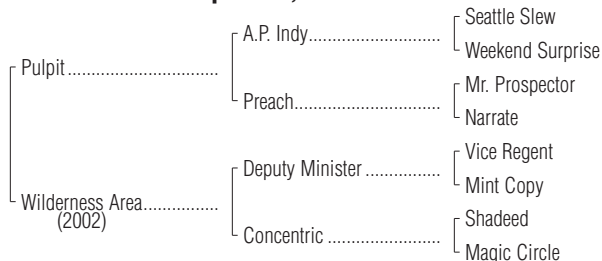 A.P. Indy
Seattle Slew
Weekend Surprise
Pulpit
Preach
Mr. Prospector
Narrate
Deputy Minister
Vice Regent
Mint Copy
Wilderness Area
(2002)
Concentric
Shadeed
Magic Circle